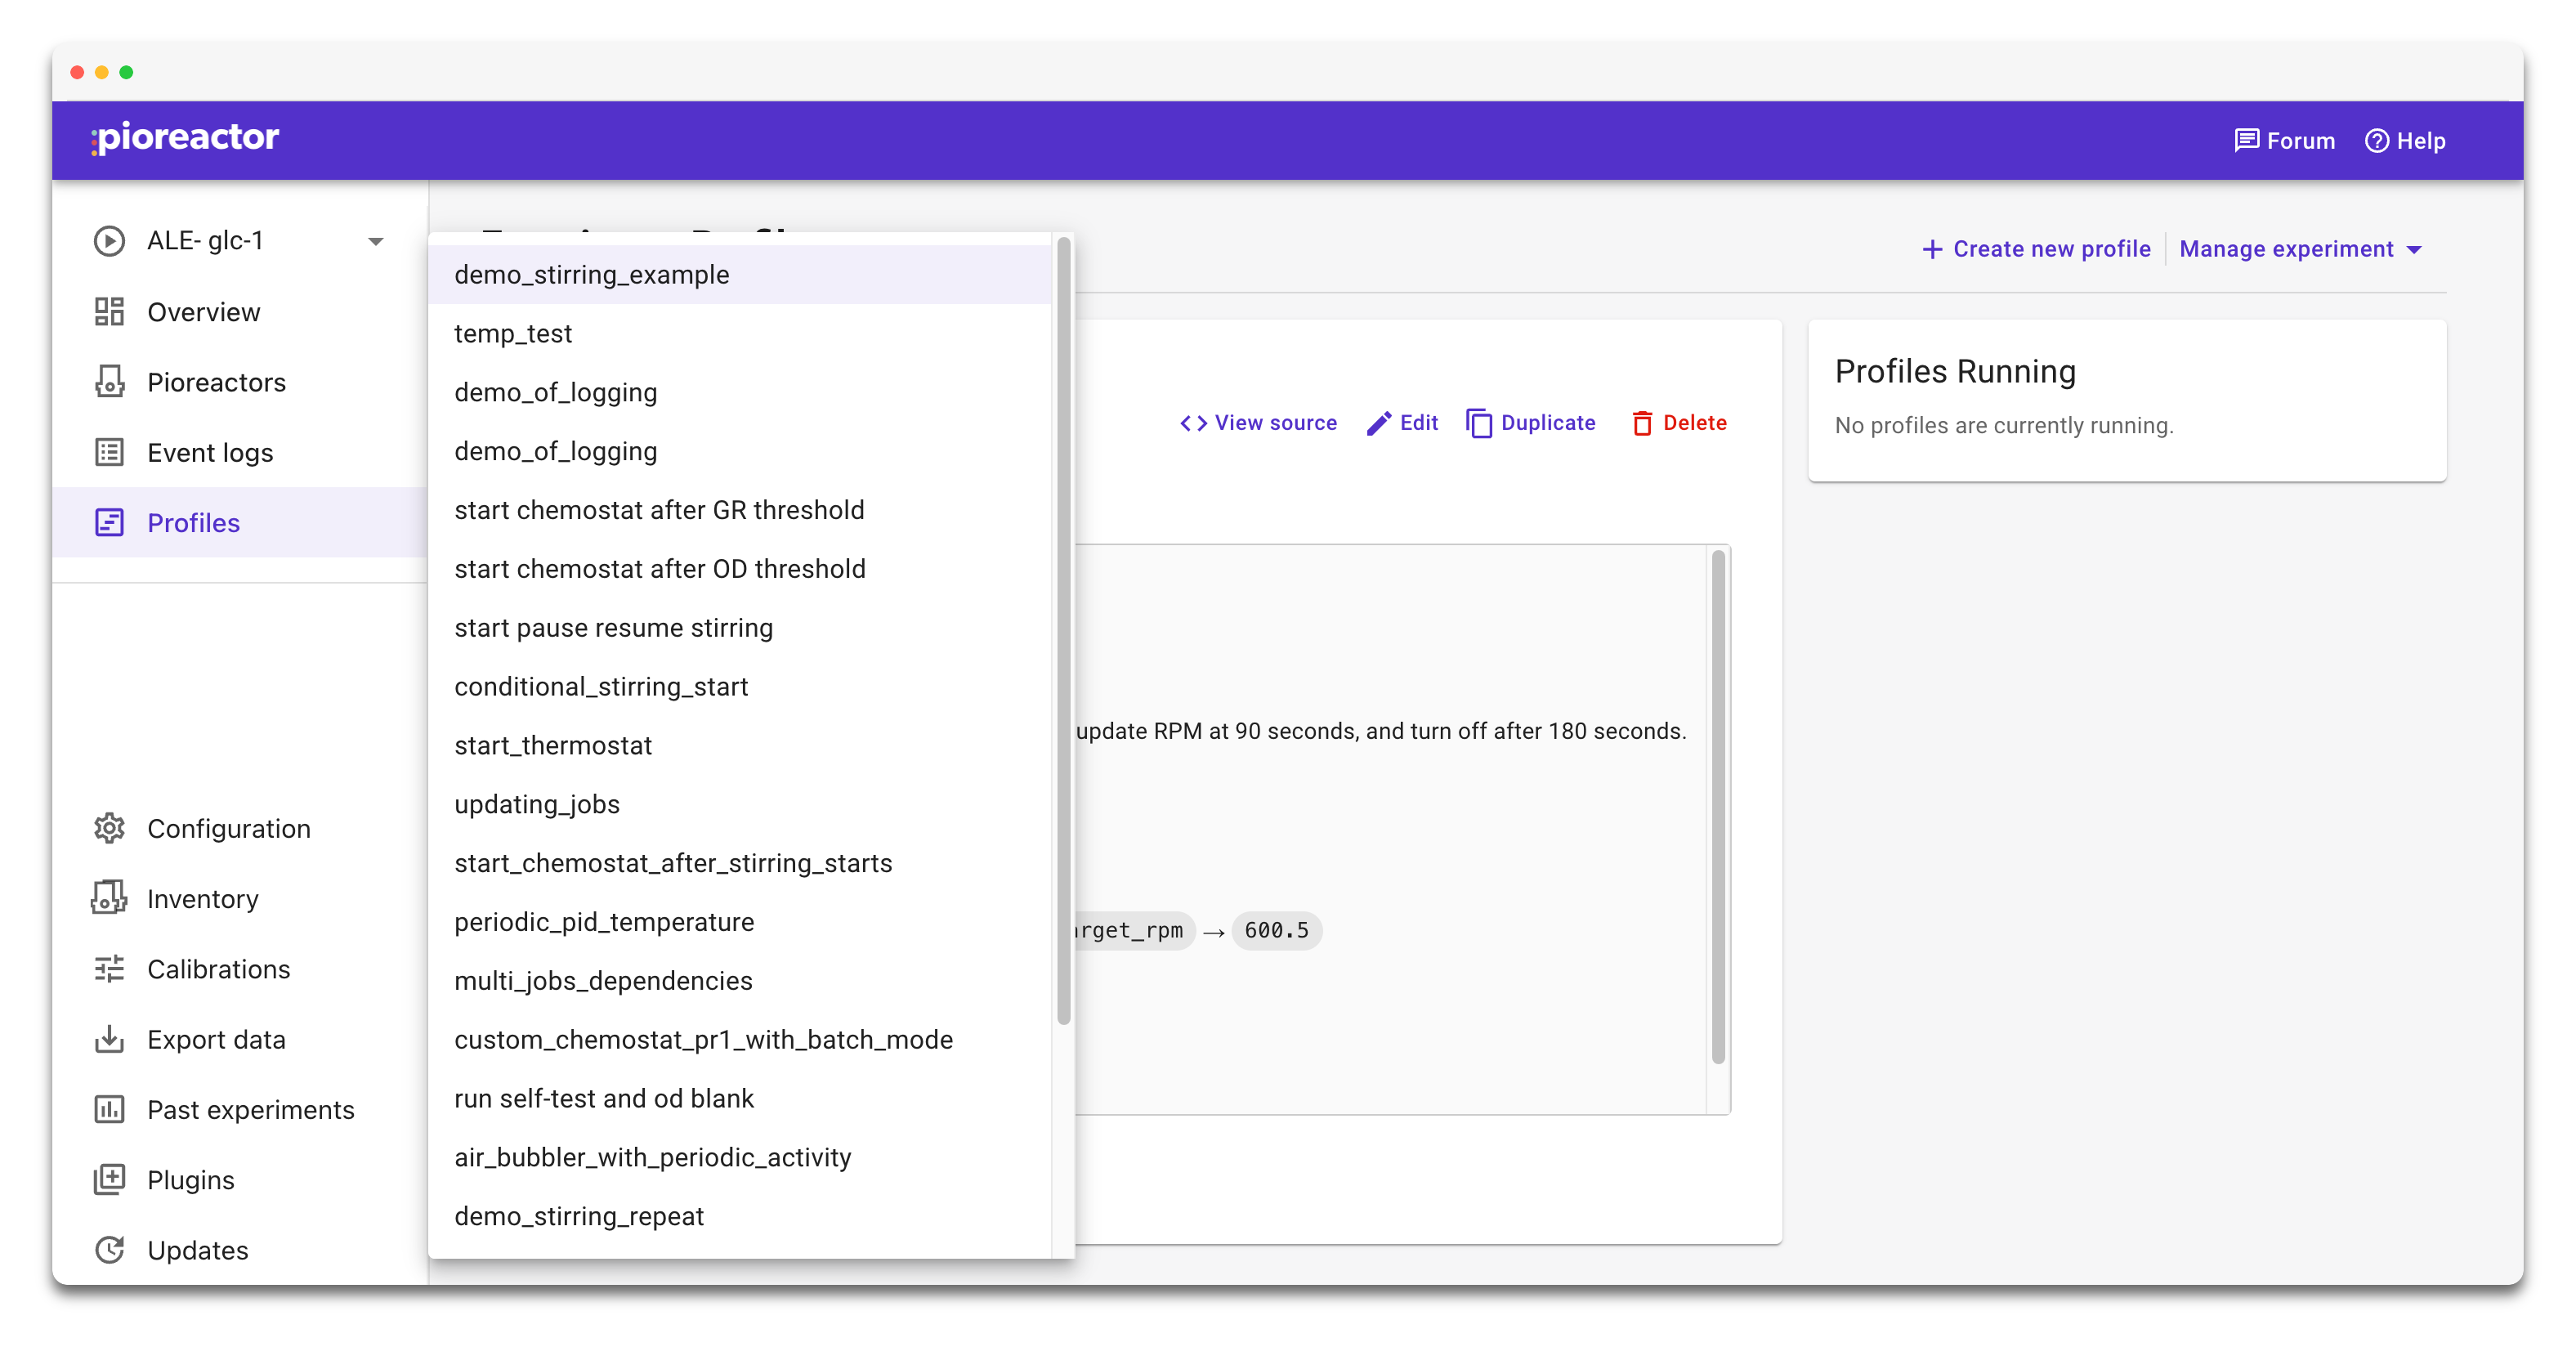 pioreactor
Forum
Help
ALE- glc-1
Overview
Pioreactors
Event logs
Profiles
Configuration
Inventory
Calibrations
Export data
Past experiments
Plugins
Updates
demo_stirring_example
temp_test
demo_of_logging
demo_of_logging
start chemostat after GR threshold
start chemostat after OD threshold
start pause resume stirring
conditional_stirring_start
start_thermostat
updating_jobs
start_chemostat_after_stirring_starts
periodic_pid_temperature
multi_jobs_dependencies
custom_chemostat_pr1_with_batch_mode
run self-test and od blank
air_bubbler_with_periodic_activity
demo_stirring_repeat
+ Create new profile
Manage experiment
<> View source
Edit
Duplicate
Delete
update RPM at 90 seconds, and turn off after 180 seconds.
arget_rpm → 600.5
Profiles Running
No profiles are currently running.